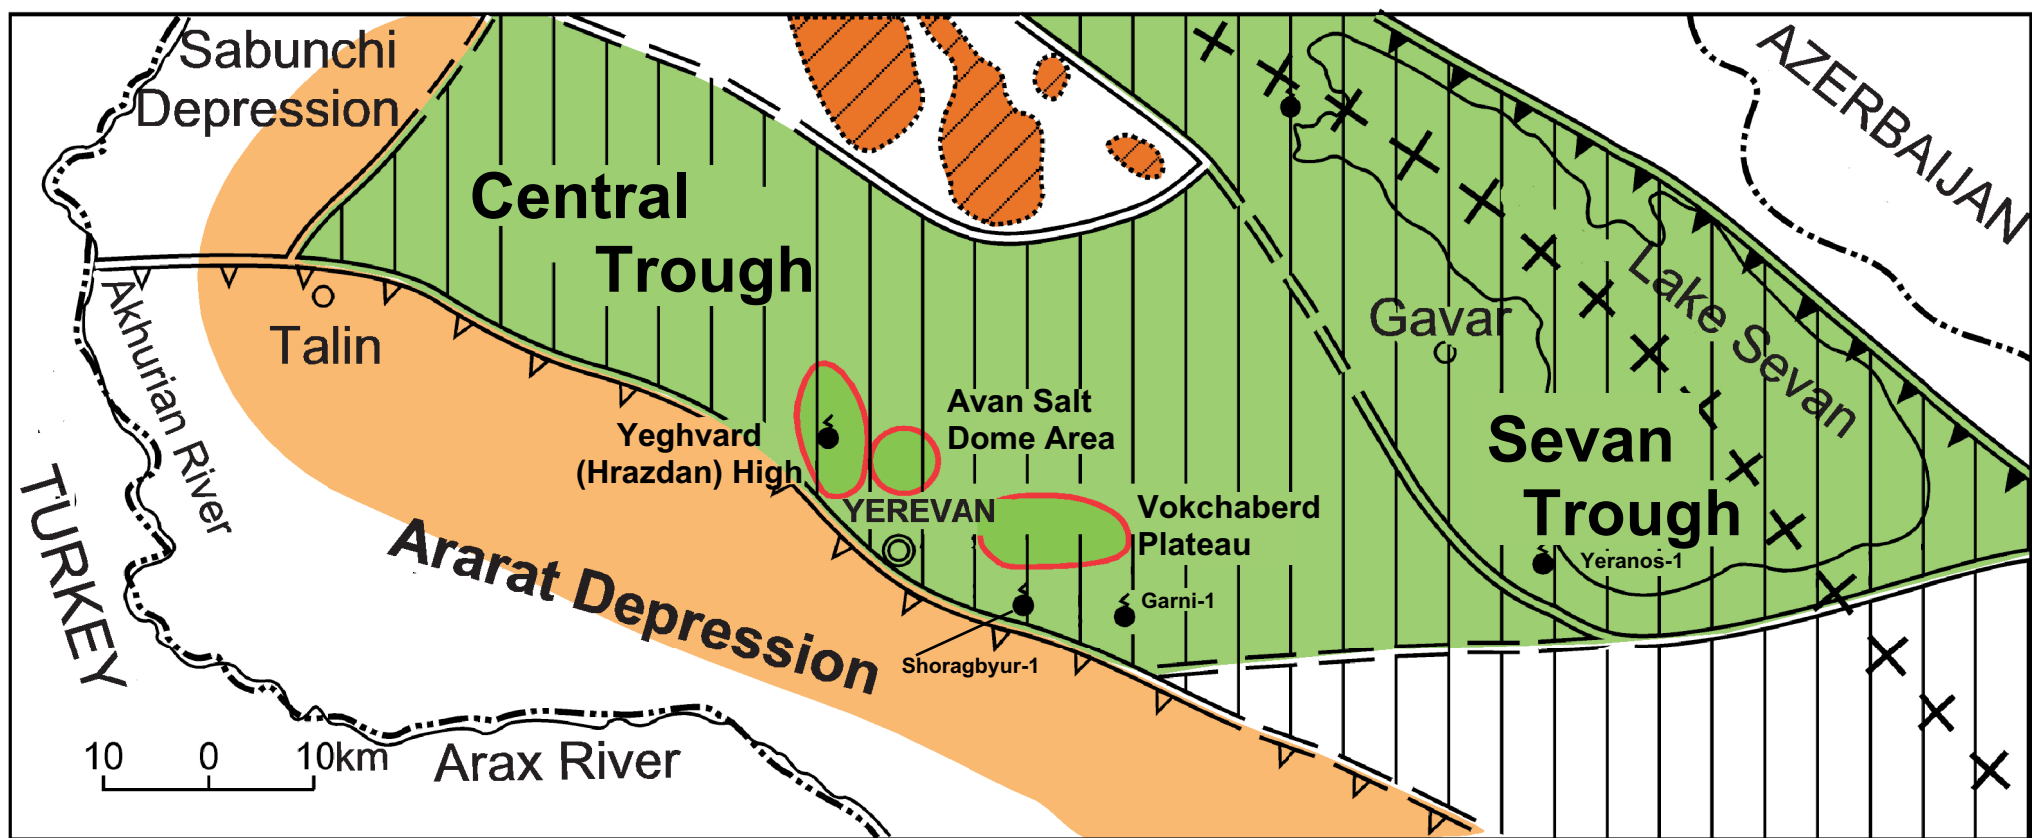 Sabunchi
Depression
AZERBAIJAN
Central
Trough
Akhurian River
Talin
Gavar
Lake Sevan
Avan Salt
Dome Area
Yeghvard
(Hrazdan) High
Sevan
Trough
YEREVAN
Vokchaberd
Plateau
TURKEY
Ararat Depression
Yeranos-1
Garni-1
Shoragbyur-1
10 0 10km
Arax River